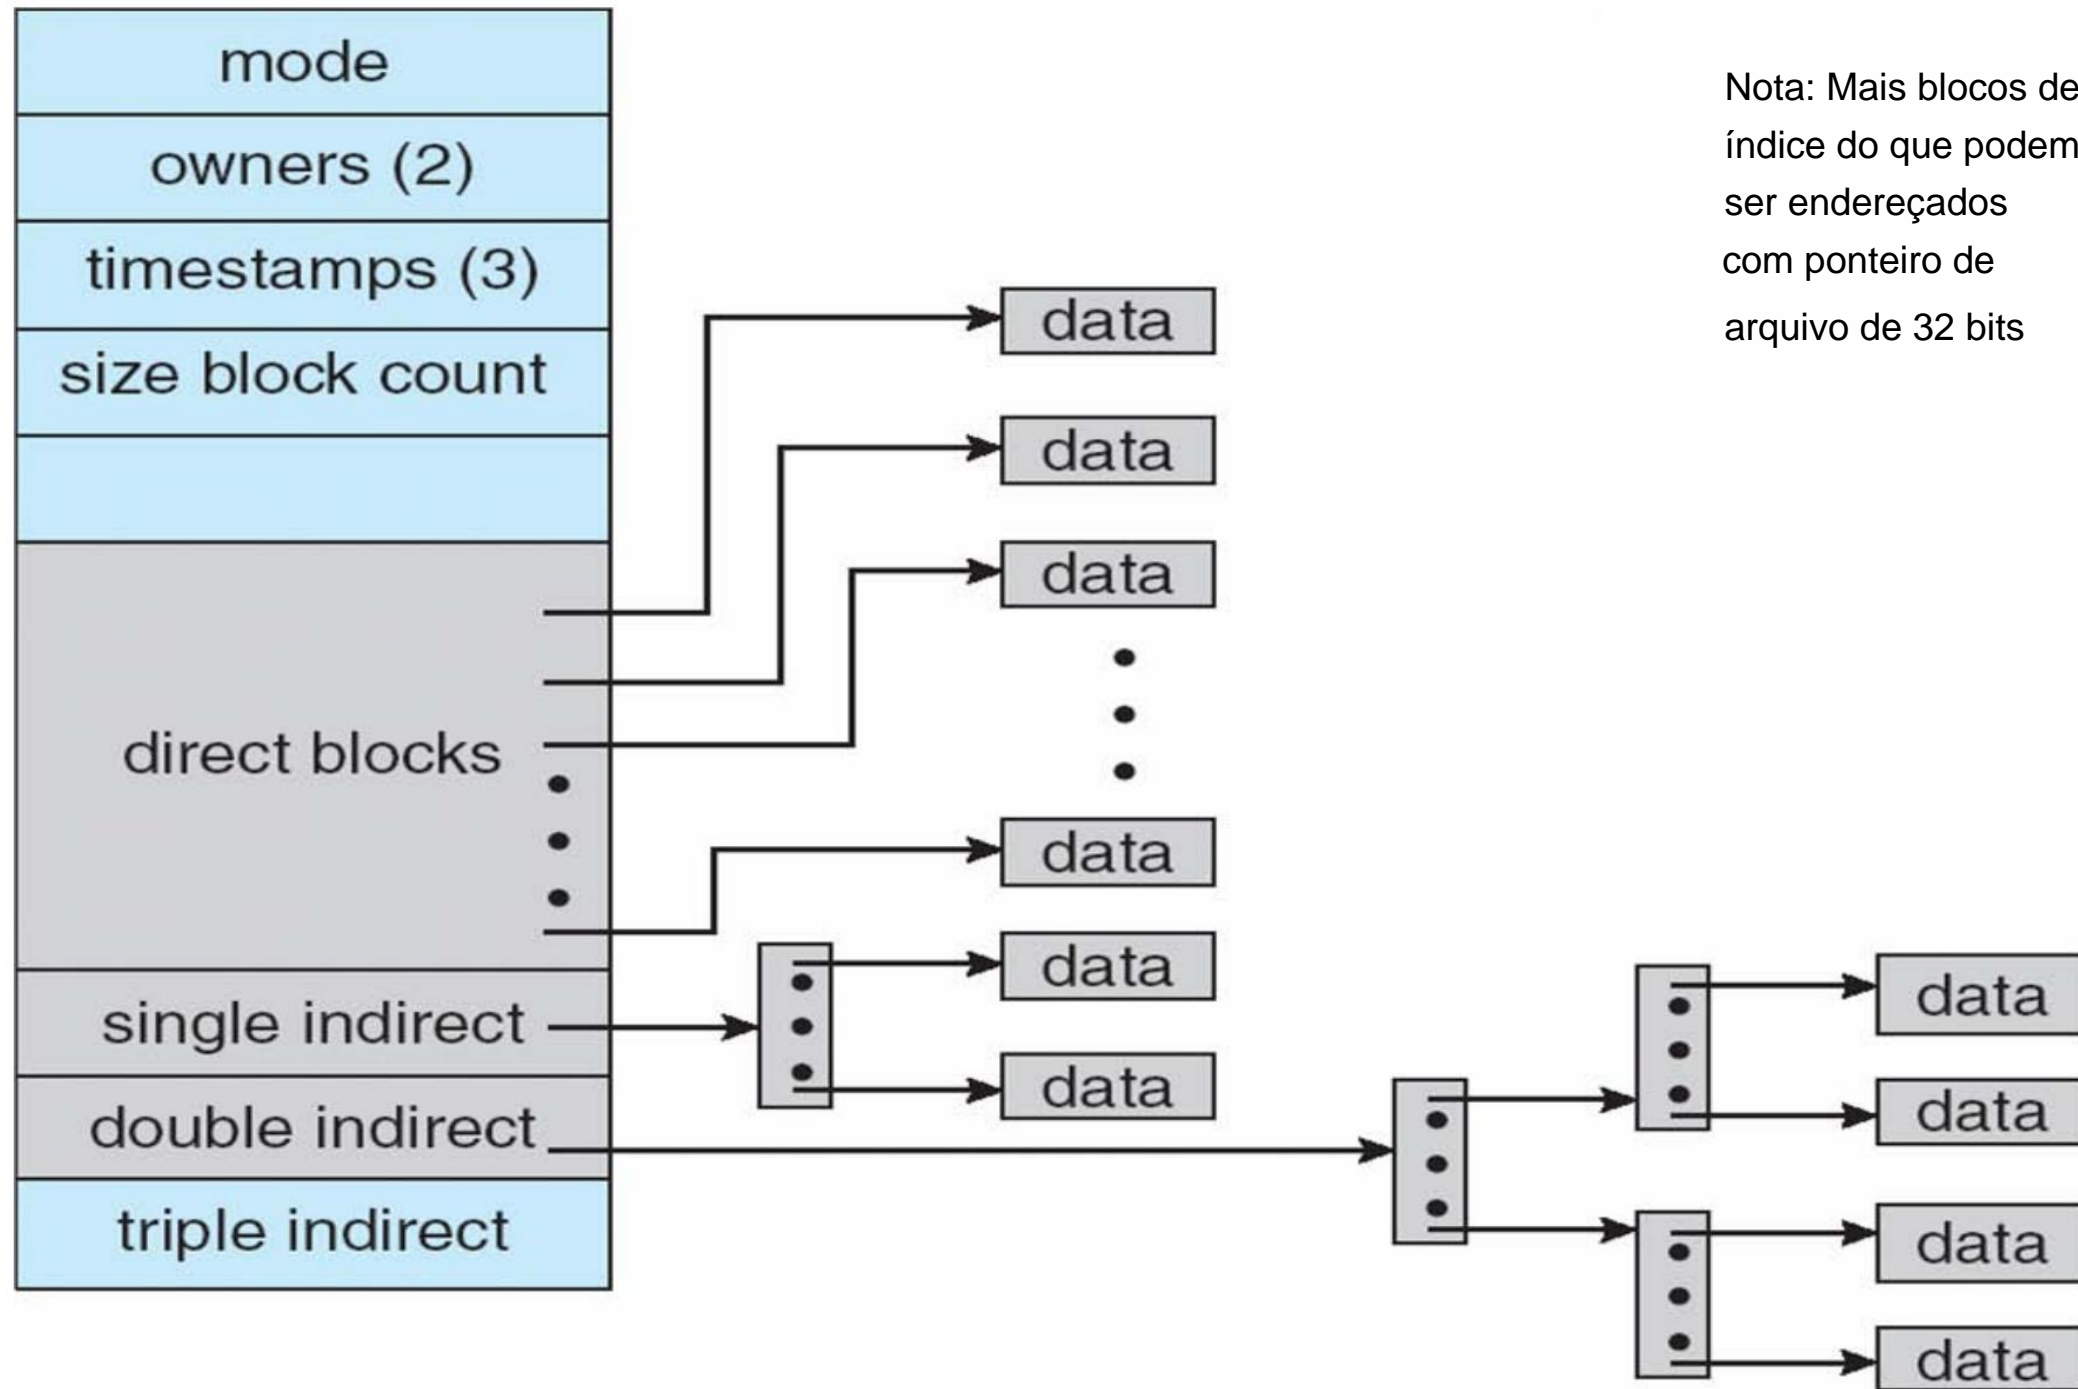 mode
owners (2)
timestamps (3)
size block count
direct blocks
single indirect
double indirect
triple indirect
data
data
data
data
data
data
data
data
data
data
Nota: Mais blocos de
índice do que podem
ser endereçados
com ponteiro de
arquivo de 32 bits